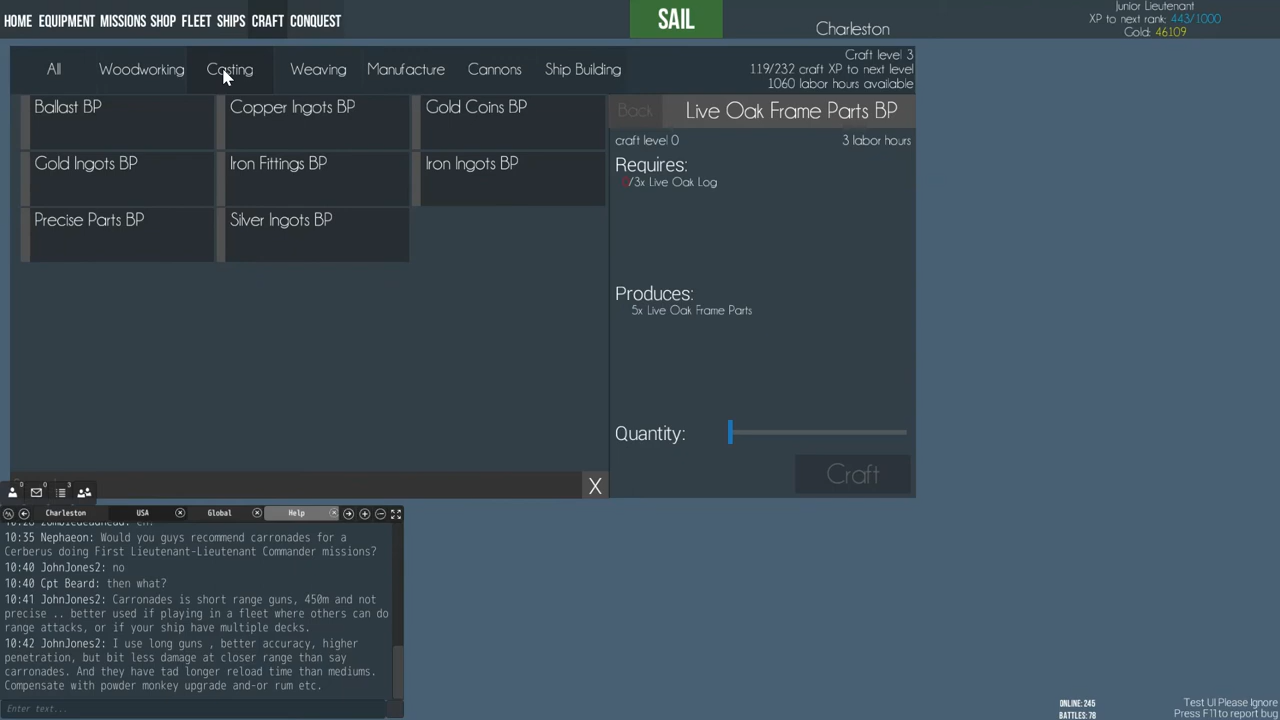 HOME EQUIPMENT MISSIONS SHOP FLEET SHIPS CRAFT CONQUEST
SAIL
Charleston
Junior Lieutenant
XP to next rank: 443/1000
Gold: 46109
All Woodworking Casting Weaving Manufacture Cannons Ship Building
Craft level 3
119/232 craft XP to next level
1060 labor hours available
Ballast BP Copper Ingots BP Gold Coins BP
Gold Ingots BP Iron Fittings BP Iron Ingots BP
Precise Parts BP Silver Ingots BP
Back Live Oak Frame Parts BP
craft level 0 3 labor hours
Requires:
0/3x Live Oak Log
Produces:
5x Live Oak Frame Parts
Quantity:
Craft
X
0 0 3
Charleston USA Global Help
10:35 Nephaeon: Would you guys recommend carronades for a
Cerberus doing First Lieutenant-Lieutenant Commander missions?
10:40 JohnJones2: no
10:40 Cpt Beard: then what?
10:41 JohnJones2: Carronades is short range guns, 450m and not
precise .. better used if playing in a fleet where others can do
range attacks, or if your ship have multiple decks.
10:42 JohnJones2: I use long guns , better accuracy, higher
penetration, but bit less damage at closer range than say
carronades. And they have tad longer reload time than mediums.
Compensate with powder monkey upgrade and-or rum etc.
Enter text...
ONLINE: 245
BATTLES: 78
Test UI Please Ignore
Press F11 to report bug